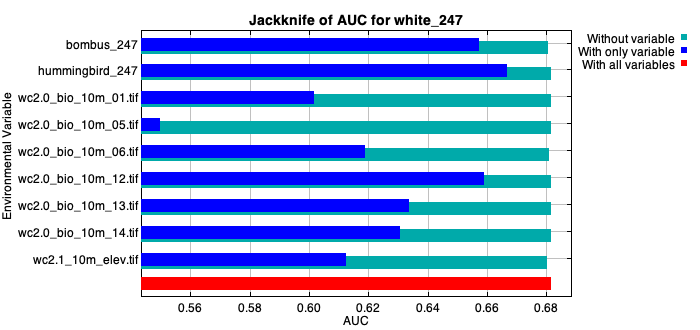 Jackknife of AUC for white_247
Without variable
With only variable
With all variables
Environmental Variable
bombus_247
hummingbird_247
wc2.0_bio_10m_01.tif
wc2.0_bio_10m_05.tif
wc2.0_bio_10m_06.tif
wc2.0_bio_10m_12.tif
wc2.0_bio_10m_13.tif
wc2.0_bio_10m_14.tif
wc2.1_10m_elev.tif
0.56 0.58 0.60 0.62 0.64 0.66 0.68
AUC